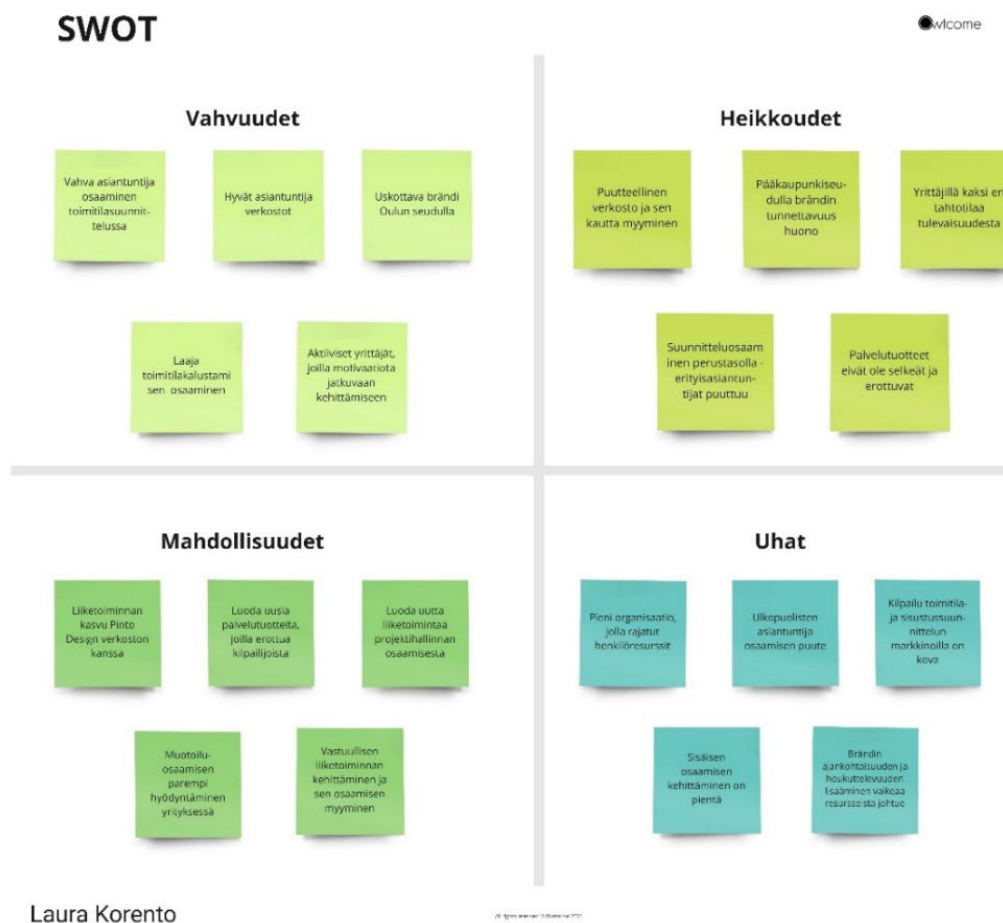 SWOT
Owtcome
Vahvuudet
Vahva asiantuntija
osaaminen
toimitilasuunnit-
telussa
Hyvät asiantuntija
verkostot
Uskottava brändi
Oulun seudulla
Laaja
toimitilakalustami
sen osaaminen
Aktiiviset yrittäjät,
joilla motivaatiota
jatkuvaan
kehittämiseen
Heikkoudet
Puutteellinen
verkosto ja sen
kautta myyminen
Pääkaupunkiseu-
dulla brändin
tunnettavuus
huono
Yrittäjillä kaksi eri
tahtotilaa
tulevaisuudesta
Suunnitteluosaam
inen perustasolla -
erityisasiantun-
tijat puuttuu
Palvelutuotteet
eivät ole selkeät ja
erottuvat
Mahdollisuudet
Liiketoiminnan
kasvu Pinto
Design verkoston
kanssa
Luoda uusia
palvelutuotteita,
joilla erottua
kilpailijoista
Luoda uutta
liiketoimintaa
projektihallinnan
osaamisesta
Muotoilu-
osaamisen
parempi
hyödyntäminen
yrityksessä
Vastuullisen
liiketoiminnan
kehittäminen ja
sen osaamisen
myyminen
Uhat
Pieni organisaatio,
jolla rajatut
henkilöresurssit
Ulkopuolisten
asiantuntija
osaamisen puute
Kilpailu toimitila-
ja sisustussuun-
nittelun
markkinoilla on
kova
Sisäisen
osaamisen
kehittäminen on
pientä
Brändin
ajankohtaisuuden ja
houkuttelevuuden
lisääminen vaikeaa
resursseista johtue
Laura Korento